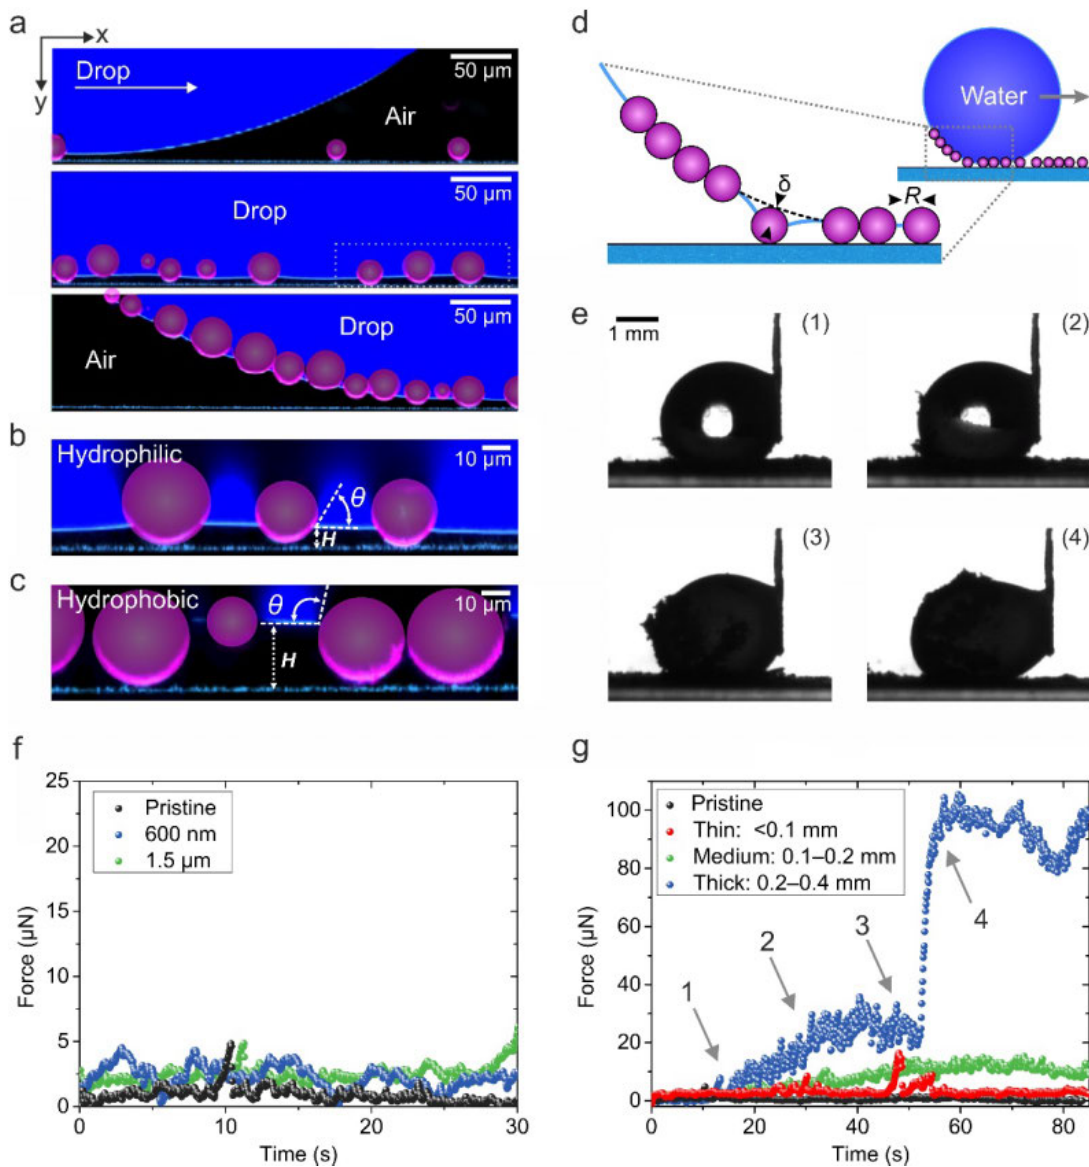 a
x
y
Drop
50 µm
Air
50 µm
Drop
50 µm
Drop
Air
b
Hydrophilic
10 µm
θ
H
c
Hydrophobic
10 µm
θ
H
d
Water
δ
R
e
1 mm
(1)
(2)
(3)
(4)
f
25
20
15
10
5
0
Force (µN)
Pristine
600 nm
1.5 µm
0
10
20
30
Time (s)
g
100
80
60
40
20
0
Force (µN)
Pristine
Thin: <0.1 mm
Medium: 0.1–0.2 mm
Thick: 0.2–0.4 mm
1
2
3
4
0
20
40
60
80
Time (s)